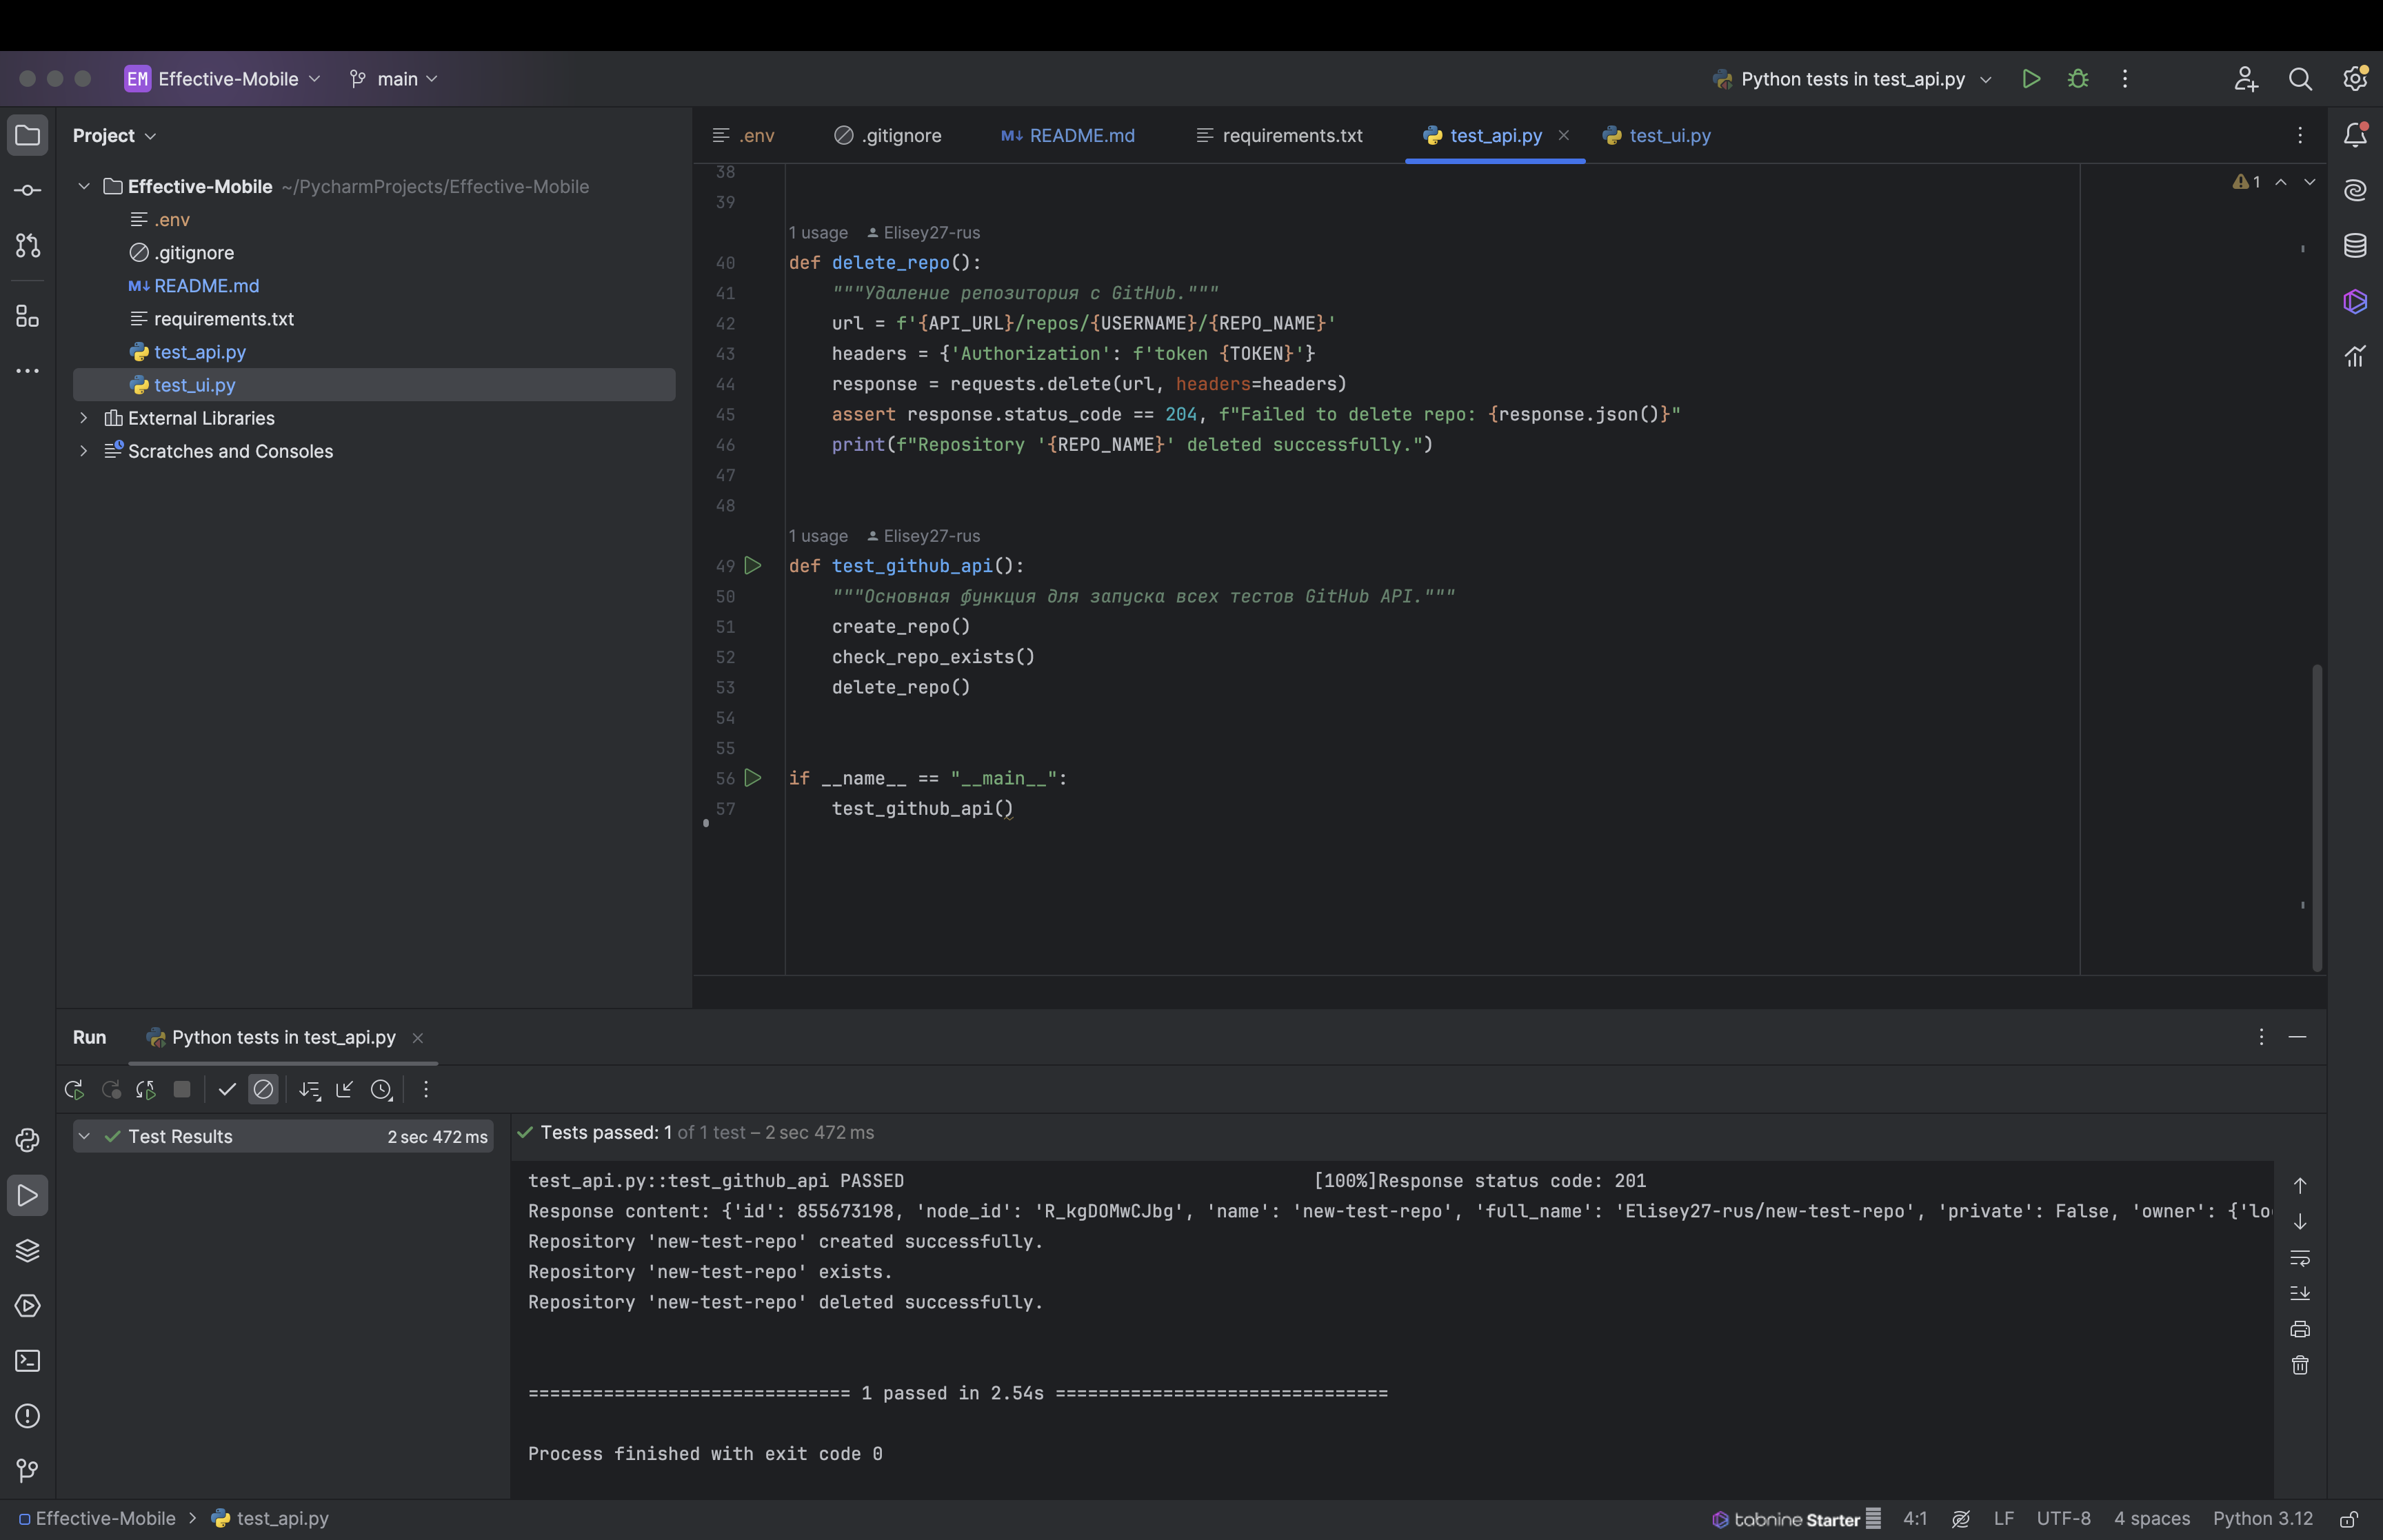 EM Effective-Mobile main Python tests in test_api.py
Project
Effective-Mobile ~/PycharmProjects/Effective-Mobile
.env
.gitignore
M↓ README.md
requirements.txt
test_api.py
test_ui.py
External Libraries
Scratches and Consoles
.env .gitignore M↓ README.md requirements.txt test_api.py test_ui.py
1
38
39
1 usage Elisey27-rus
40 def delete_repo():
41 """Удаление репозитория с GitHub."""
42 url = f'{API_URL}/repos/{USERNAME}/{REPO_NAME}'
43 headers = {'Authorization': f'token {TOKEN}'}
44 response = requests.delete(url, headers=headers)
45 assert response.status_code == 204, f"Failed to delete repo: {response.json()}"
46 print(f"Repository '{REPO_NAME}' deleted successfully.")
47
48
1 usage Elisey27-rus
49 def test_github_api():
50 """Основная функция для запуска всех тестов GitHub API."""
51 create_repo()
52 check_repo_exists()
53 delete_repo()
54
55
56 if __name__ == "__main__":
57 test_github_api()
Run Python tests in test_api.py
Test Results 2 sec 472 ms
Tests passed: 1 of 1 test – 2 sec 472 ms
test_api.py::test_github_api PASSED [100%]Response status code: 201
Response content: {'id': 855673198, 'node_id': 'R_kgDOMwCJbg', 'name': 'new-test-repo', 'full_name': 'Elisey27-rus/new-test-repo', 'private': False, 'owner': {'lo
Repository 'new-test-repo' created successfully.
Repository 'new-test-repo' exists.
Repository 'new-test-repo' deleted successfully.
============================== 1 passed in 2.54s ===============================
Process finished with exit code 0
Effective-Mobile > test_api.py tabnine Starter 4:1 LF UTF-8 4 spaces Python 3.12